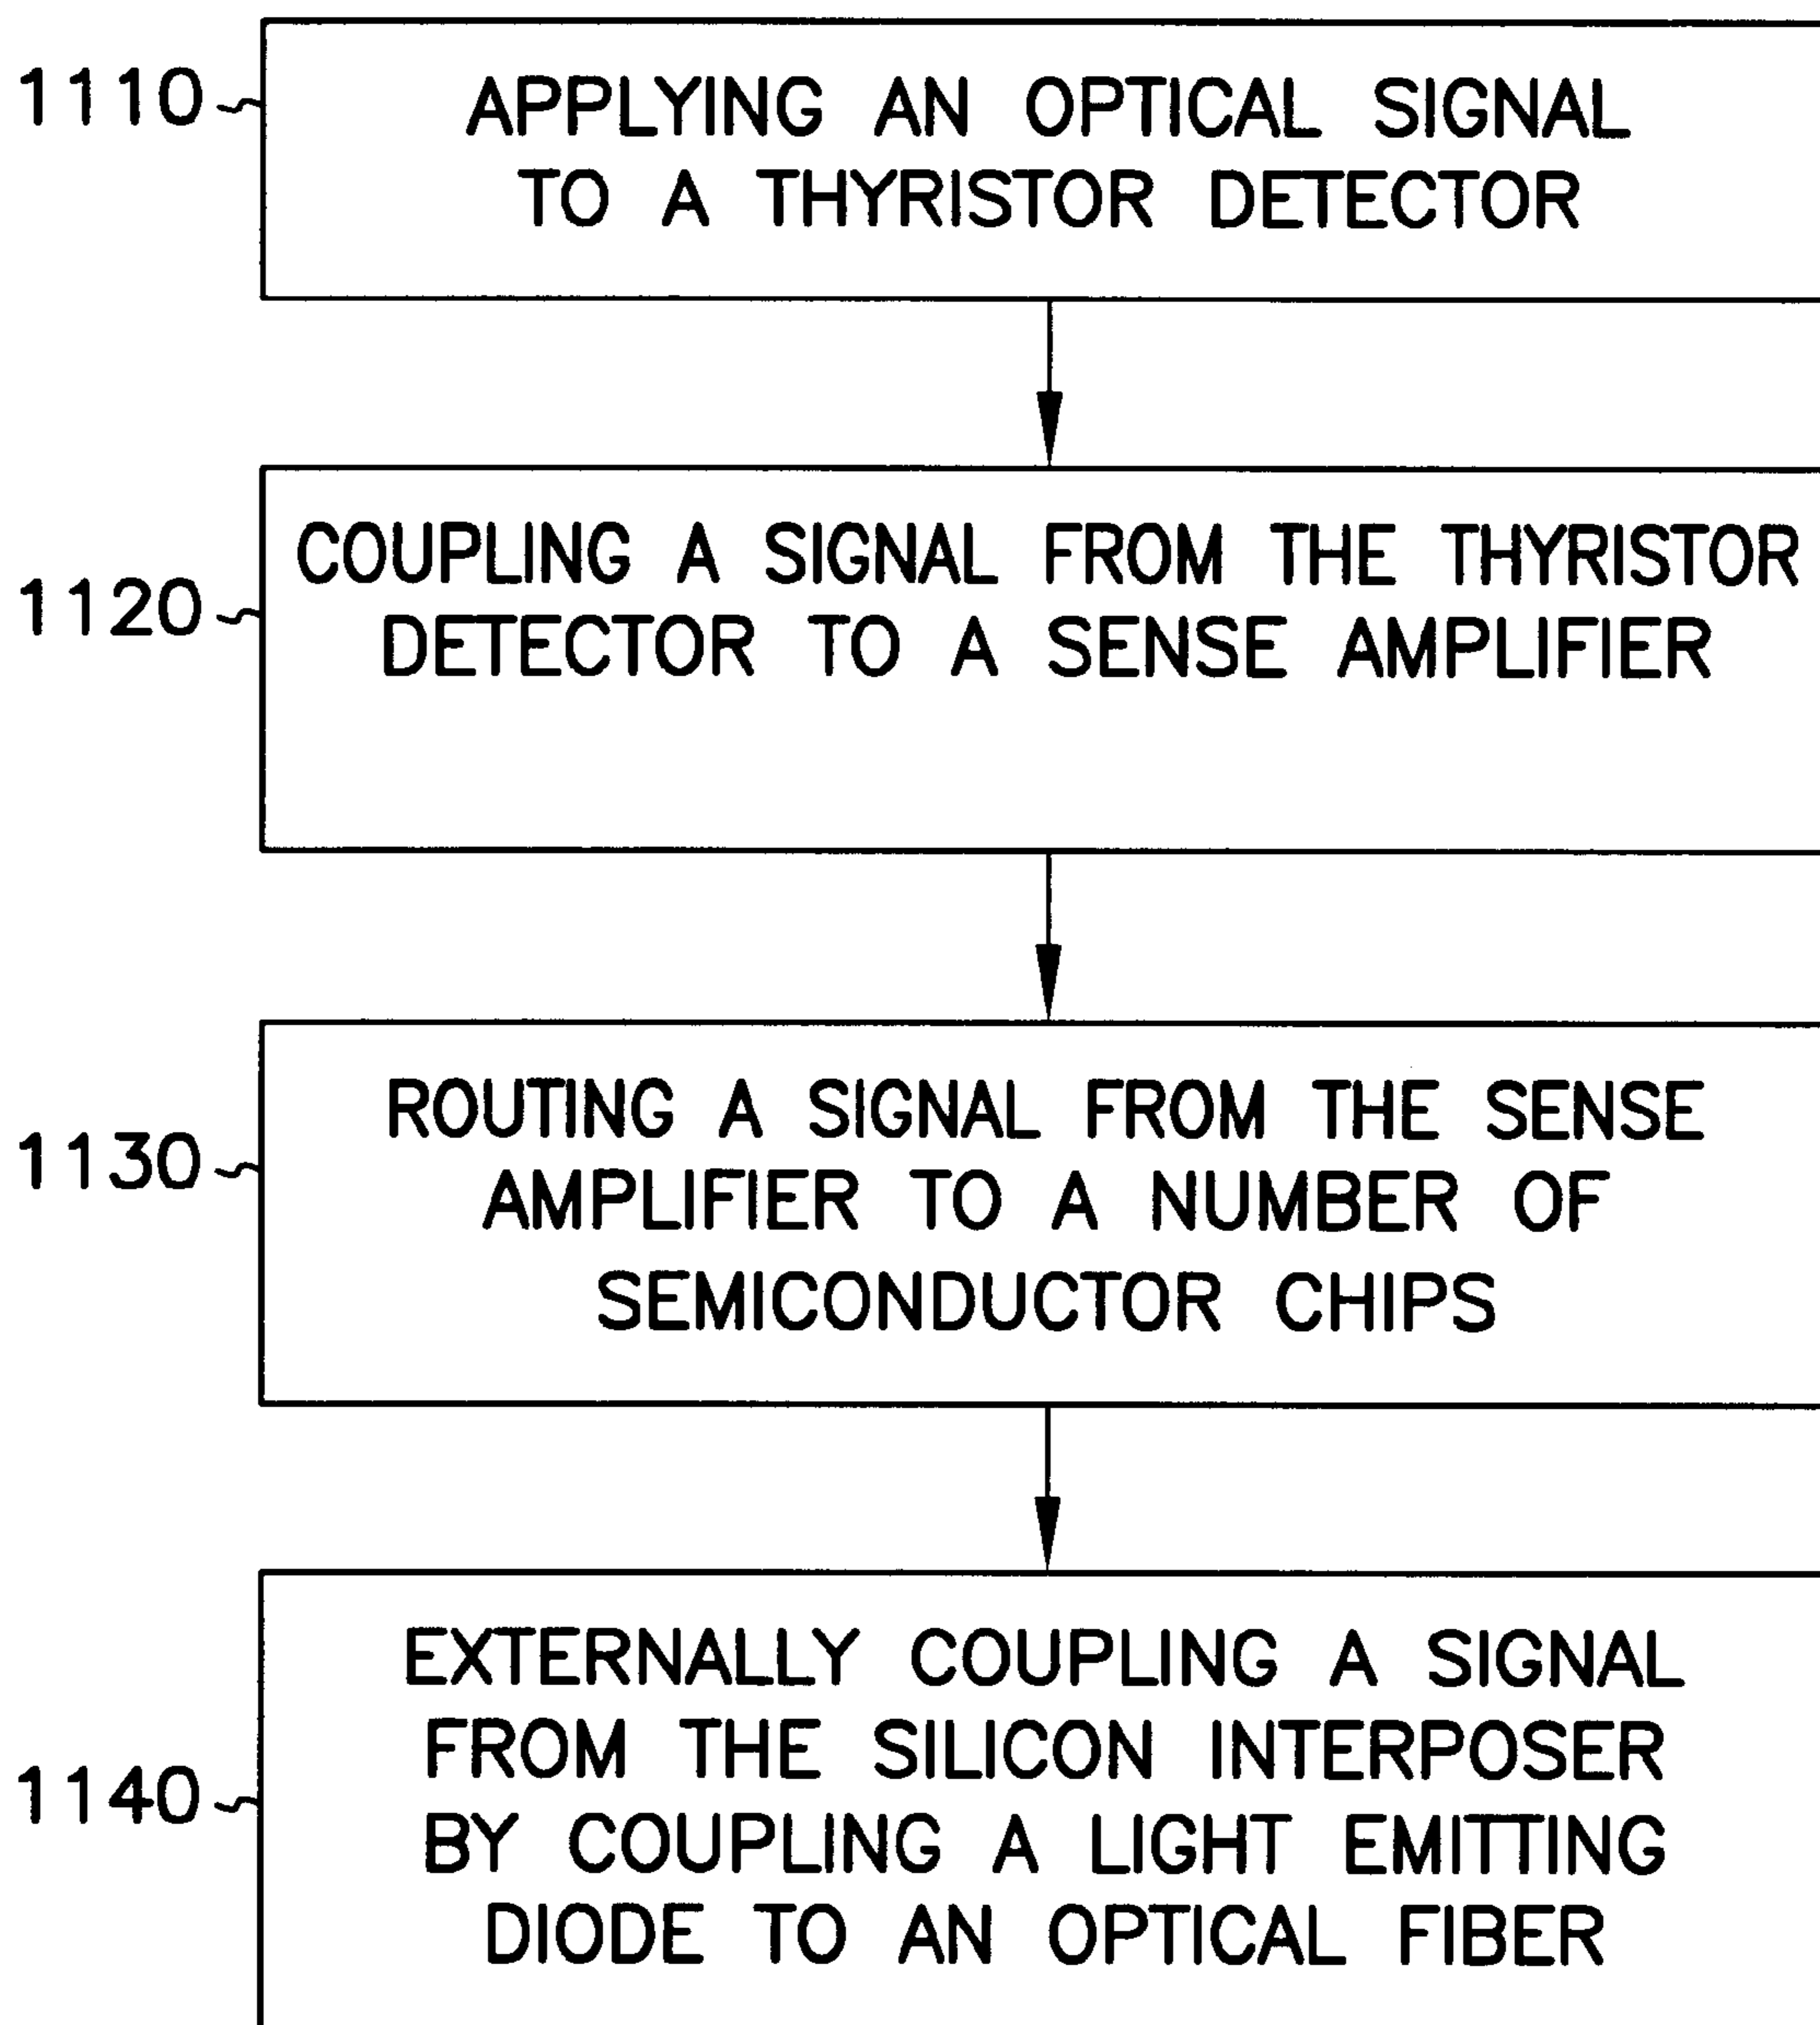 1110
APPLYING AN OPTICAL SIGNAL
TO A THYRISTOR DETECTOR
1120
COUPLING A SIGNAL FROM THE THYRISTOR
DETECTOR TO A SENSE AMPLIFIER
1130
ROUTING A SIGNAL FROM THE SENSE
AMPLIFIER TO A NUMBER OF
SEMICONDUCTOR CHIPS
1140
EXTERNALLY COUPLING A SIGNAL
FROM THE SILICON INTERPOSER
BY COUPLING A LIGHT EMITTING
DIODE TO AN OPTICAL FIBER